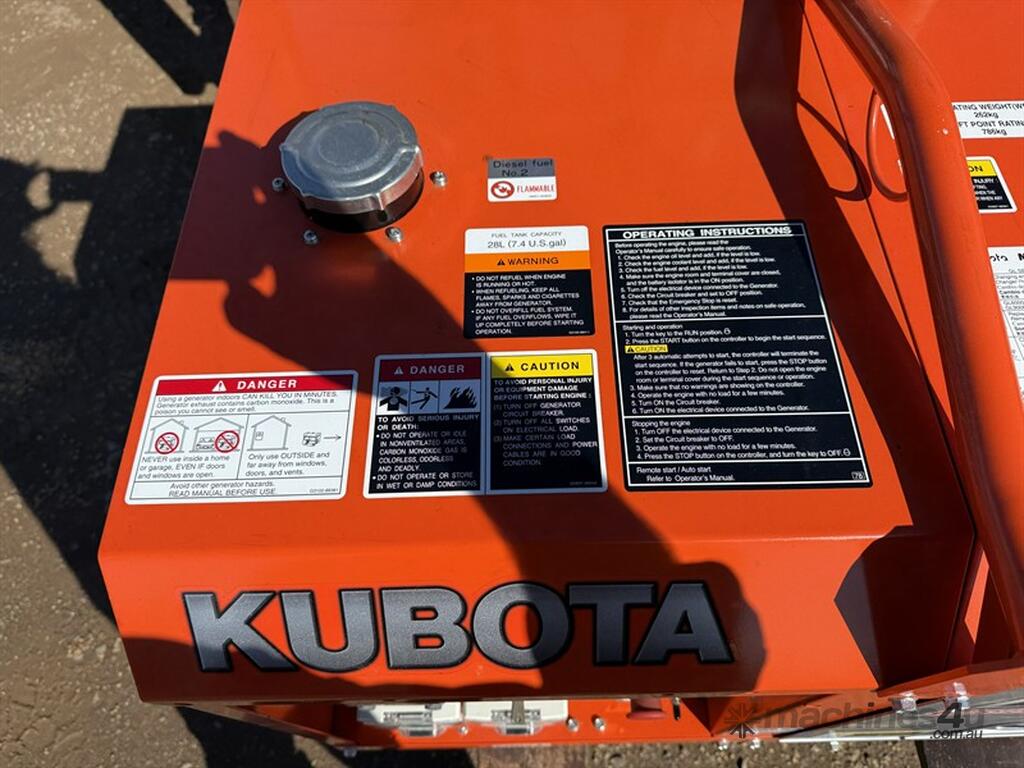 Diesel fuel
No.2
FLAMMABLE
FUEL TANK CAPACITY
28L (7.4 U.S.gal)
WARNING
• DO NOT REFUEL WHEN ENGINE
IS RUNNING OR HOT.
• WHEN REFUELING, KEEP ALL
FLAMES, SPARKS AND CIGARETTES
AWAY FROM GENERATOR.
• DO NOT OVERFILL FUEL SYSTEM.
IF ANY FUEL OVERFLOWS, WIPE IT
UP COMPLETELY BEFORE STARTING
OPERATION.
OPERATING INSTRUCTIONS
Before operating the engine, please read the
Operator's Manual carefully to ensure safe operation.
1. Check the engine oil level and add, if the level is low.
2. Check the engine coolant level and add, if the level is low.
3. Check the fuel level and add, if the level is low.
4. Make sure the engine room and terminal cover are closed,
and the battery isolator is in the ON position.
5. Turn off the electrical device connected to the Generator.
6. Check the Circuit breaker and set to OFF position.
7. Check that the Emergency Stop is reset.
8. For details of other inspection items and notes on safe operation,
please read the Operator's Manual.
Starting and operation
1. Turn the key to the RUN position.
2. Press the START button on the controller to begin the start sequence.
CAUTION
After 3 automatic attempts to start, the controller will terminate the
start sequence. If the generator fails to start, press the STOP button
on the controller to reset. Return to Step 2. Do not open the engine
room or terminal cover during the start sequence or operation.
3. Make sure that no warnings are showing on the controller.
4. Operate the engine with no load for a few minutes.
5. Turn ON the Circuit breaker.
6. Turn ON the electrical device connected to the Generator.
Stopping the engine
1. Turn OFF the electrical device connected to the Generator.
2. Set the Circuit breaker to OFF.
3. Operate the engine with no load for a few minutes.
4. Press the STOP button on the controller, and turn the key to OFF.
Remote start / Auto start
Refer to Operator's Manual.
DANGER
Using a generator indoors CAN KILL YOU IN MINUTES.
Generator exhaust contains carbon monoxide. This is a
poison you cannot see or smell.
NEVER use inside a home
or garage, EVEN IF doors
and windows are open.
Only use OUTSIDE and
far away from windows,
doors, and vents.
Avoid other generator hazards.
READ MANUAL BEFORE USE.
DANGER
TO AVOID SERIOUS INJURY
OR DEATH:
• DO NOT OPERATE OR IDLE
IN NONVENTILATED AREAS.
CARBON MONOXIDE GAS IS
COLORLESS, ODORLESS
AND DEADLY.
• DO NOT OPERATE OR STORE
IN WET OR DAMP CONDITIONS
CAUTION
TO AVOID PERSONAL INJURY
OR EQUIPMENT DAMAGE
BEFORE STARTING ENGINE :
(1) TURN OFF GENERATOR
CIRCUIT BREAKER.
(2) TURN OFF ALL SWITCHES
ON ELECTRICAL LOAD.
(3) MAKE CERTAIN LOAD
CONNECTIONS AND POWER
CABLES ARE IN GOOD
CONDITION.
KUBOTA
252kg
785kg
machines4u
.com.au